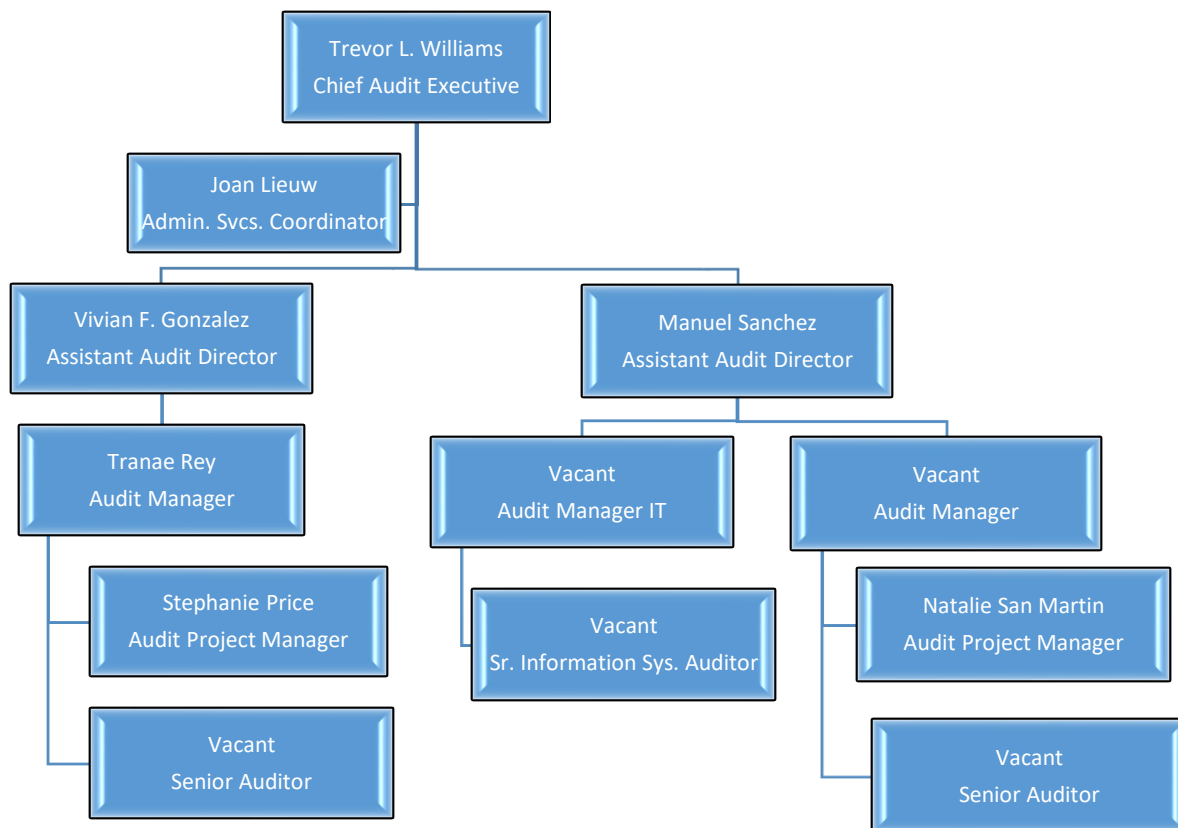 Trevor L. Williams
Chief Audit Executive
Joan Lieuw
Admin. Svcs. Coordinator
Vivian F. Gonzalez
Assistant Audit Director
Manuel Sanchez
Assistant Audit Director
Tranae Rey
Audit Manager
Vacant
Audit Manager IT
Vacant
Audit Manager
Stephanie Price
Audit Project Manager
Vacant
Sr. Information Sys. Auditor
Natalie San Martin
Audit Project Manager
Vacant
Senior Auditor
Vacant
Senior Auditor